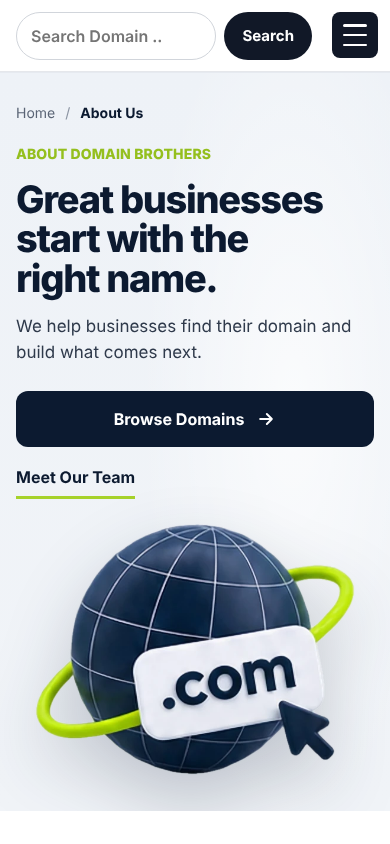 Search Domain ..
Search
Home / About Us
ABOUT DOMAIN BROTHERS
Great businesses
start with the
right name.
We help businesses find their domain and
build what comes next.
Browse Domains →
Meet Our Team
.com